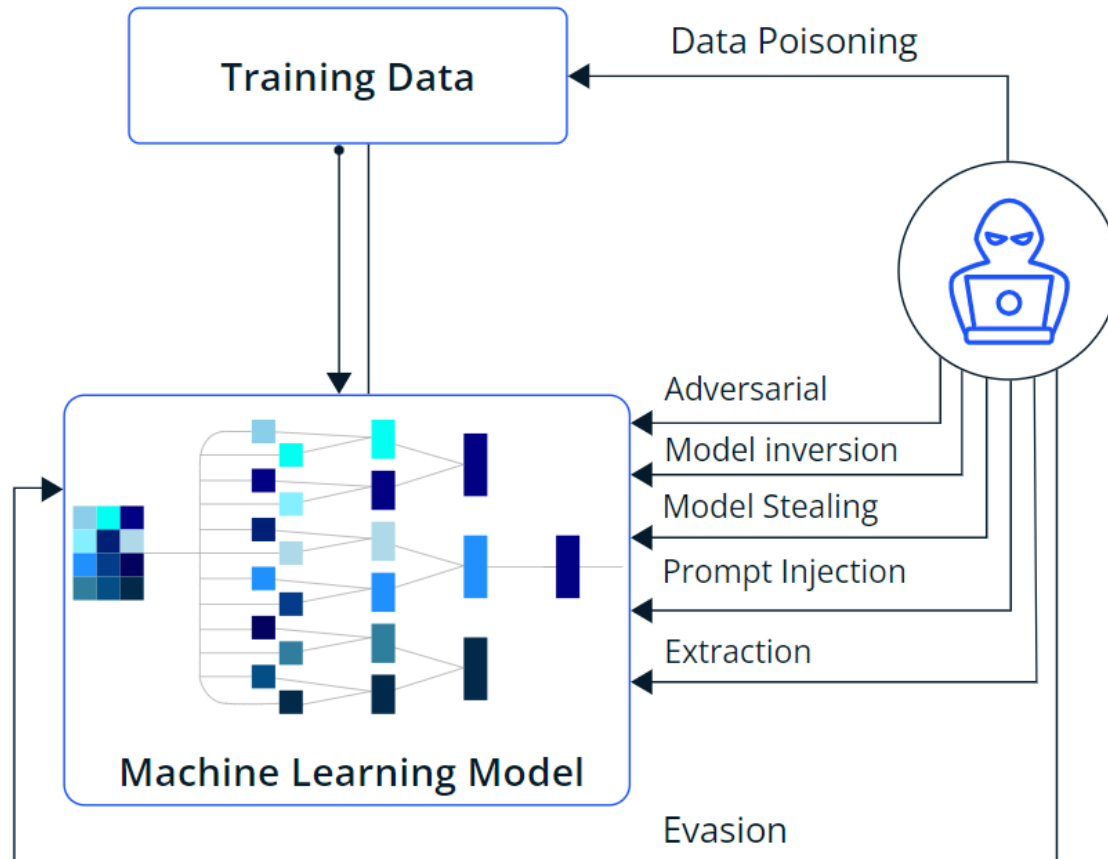 Data Poisoning
Training Data
Adversarial
Model inversion
Model Stealing
Prompt Injection
Extraction
Machine Learning Model
Evasion